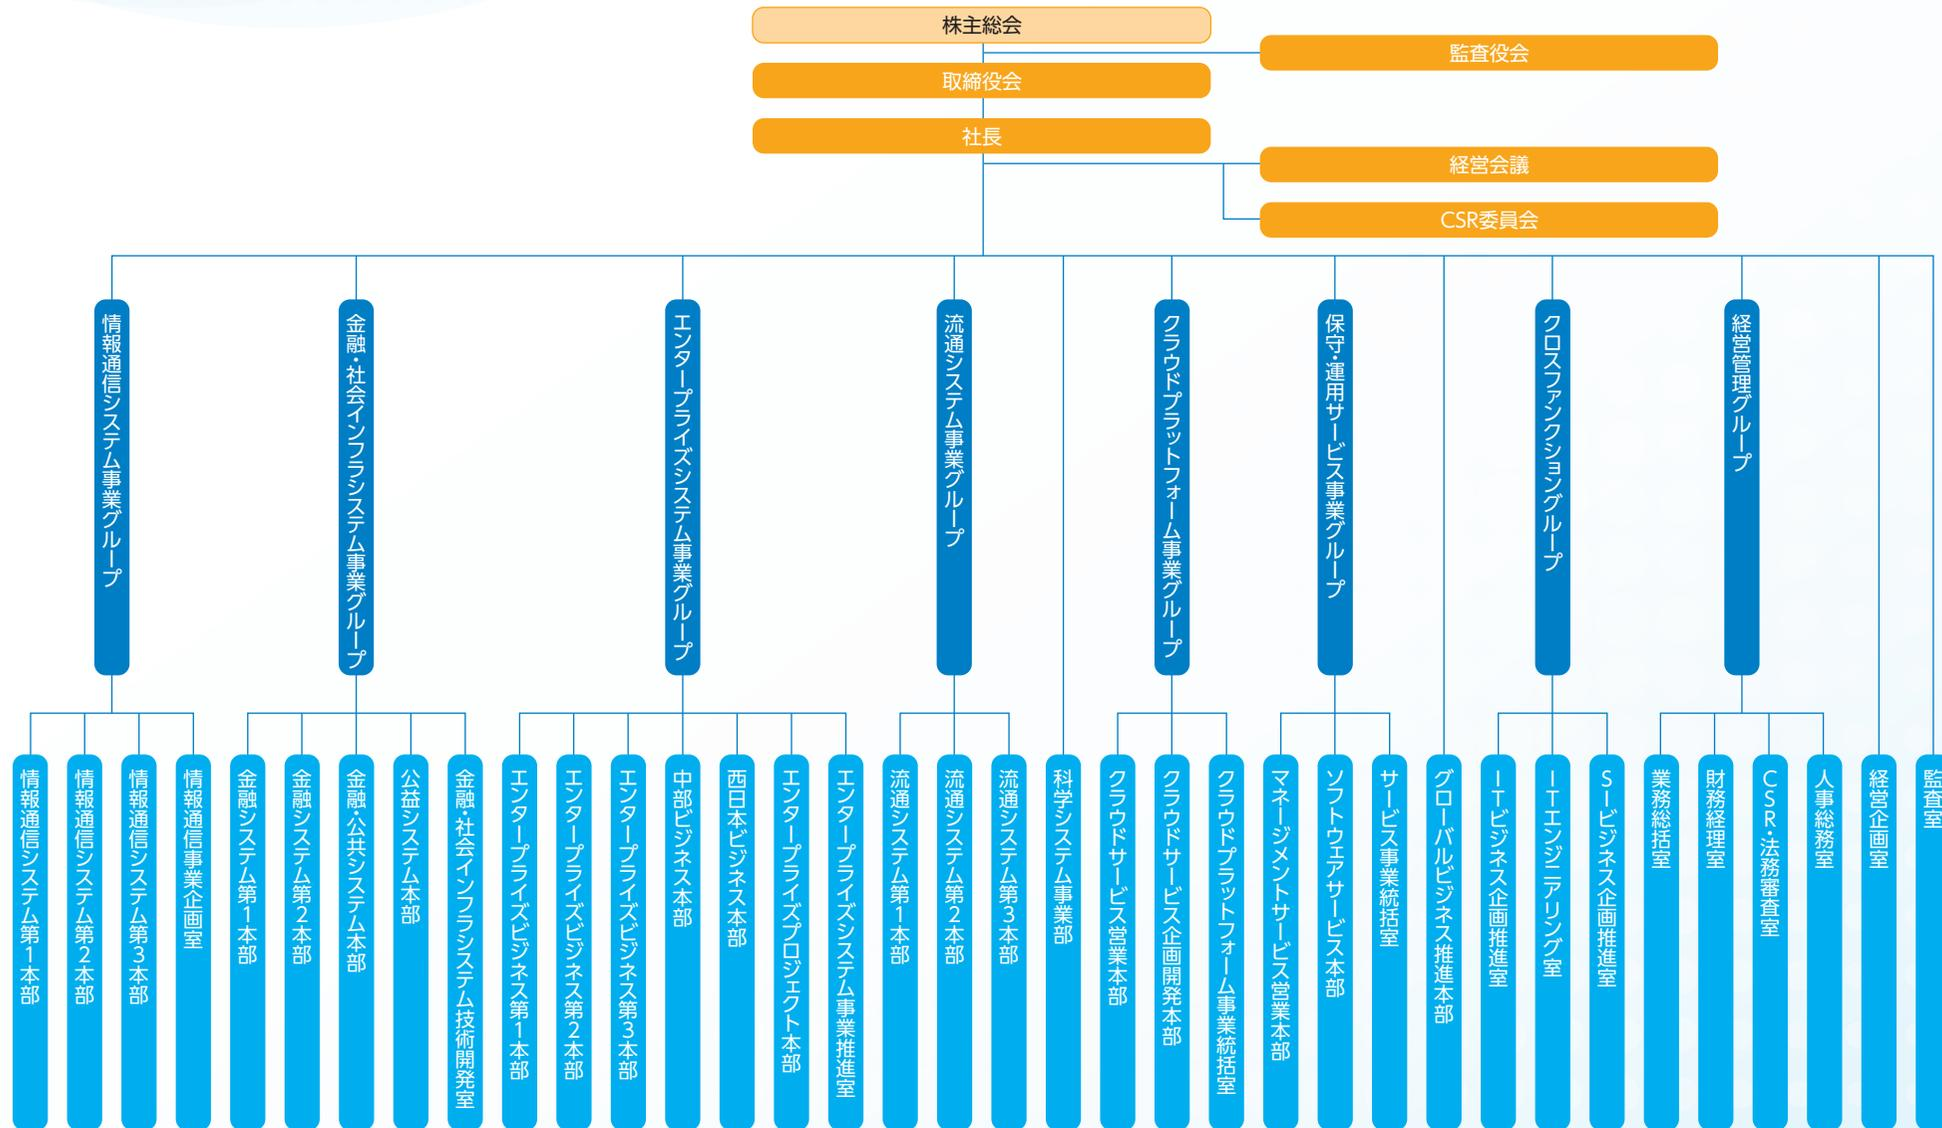 株主総会
監査役会
取締役会
社長
経営会議
CSR委員会
情報通信システム事業グループ
金融・社会インフラシステム事業グループ
エンタープライズシステム事業グループ
流通システム事業グループ
クラウドプラットフォーム事業グループ
保守・運用サービス事業グループ
クロスファンクショングループ
経営管理グループ
情報通信システム第1本部
情報通信システム第2本部
情報通信システム第3本部
情報通信事業企画室
金融システム第1本部
金融システム第2本部
金融・公共システム本部
公益システム本部
金融・社会インフラシステム技術開発室
エンタープライズビジネス第1本部
エンタープライズビジネス第2本部
エンタープライズビジネス第3本部
中部ビジネス本部
西日本ビジネス本部
エンタープライズプロジェクト本部
エンタープライズシステム事業推進室
流通システム第1本部
流通システム第2本部
流通システム第3本部
科学システム事業部
クラウドサービス営業本部
クラウドサービス企画開発本部
クラウドプラットフォーム事業統括室
マネージメントサービス営業本部
ソフトウェアサービス本部
サービス事業統括室
グローバルビジネス推進本部
ITビジネス企画推進室
ITエンジニアリング室
Sービジネス企画推進室
業務総括室
財務経理室
CSR・法務審査室
人事総務室
経営企画室
監査室